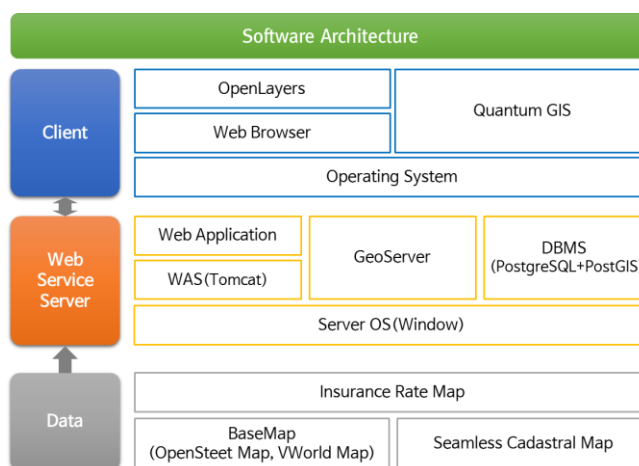 Software Architecture
Client
OpenLayers
Web Browser
Quantum GIS
Operating System
Web
Service
Server
Web Application
WAS(Tomcat)
GeoServer
DBMS
(PostgreSQL+PostGIS)
Server OS(Window)
Data
Insurance Rate Map
BaseMap
(OpenSteet Map, VWorld Map)
Seamless Cadastral Map